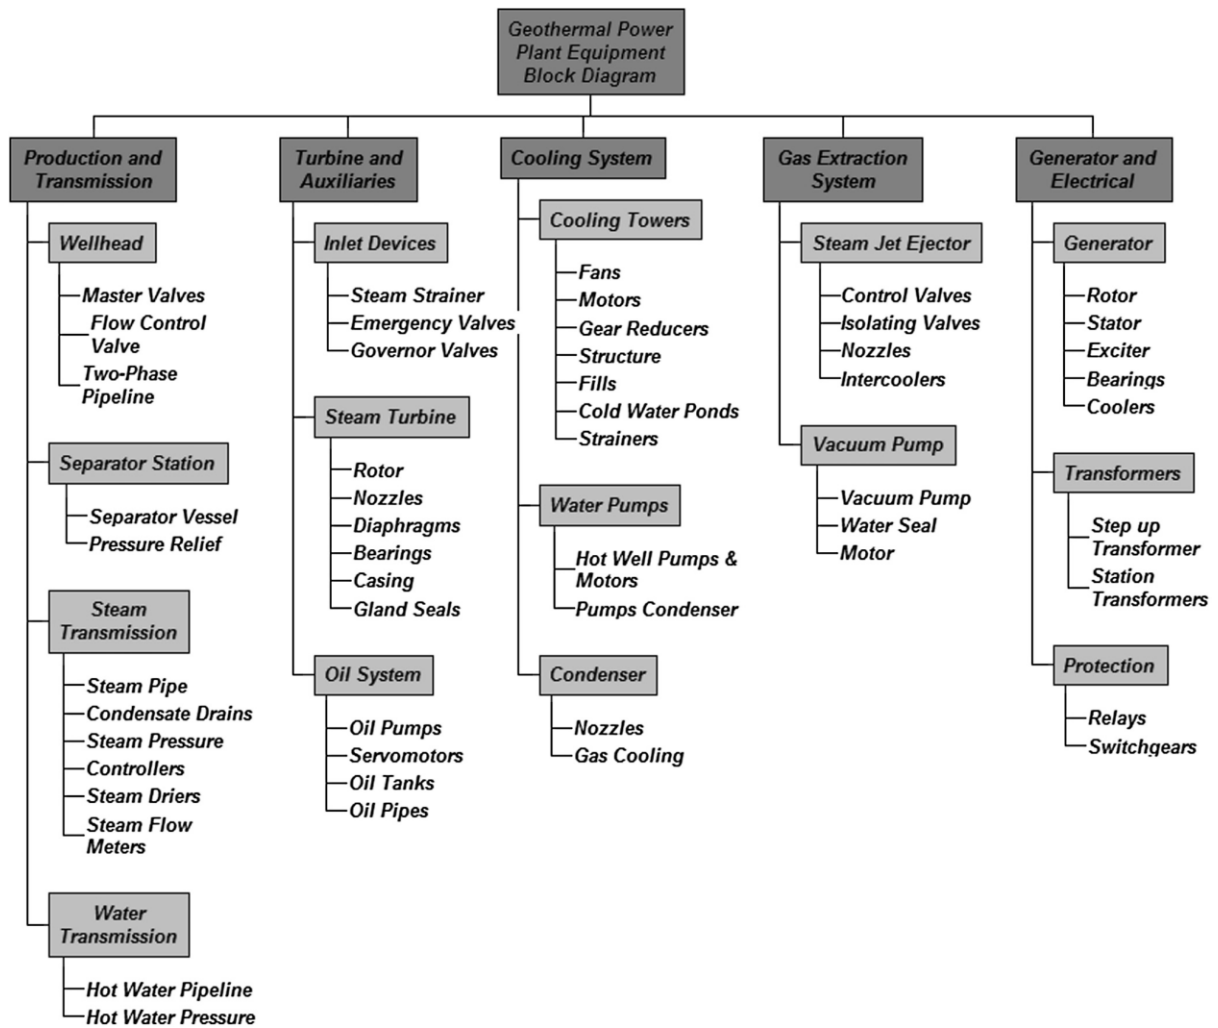 Geothermal Power
Plant Equipment
Block Diagram
Production and
Transmission
Wellhead
Master Valves
Flow Control
Valve
Two-Phase
Pipeline
Separator Station
Separator Vessel
Pressure Relief
Steam
Transmission
Steam Pipe
Condensate Drains
Steam Pressure
Controllers
Steam Driers
Steam Flow
Meters
Water
Transmission
Hot Water Pipeline
Hot Water Pressure
Turbine and
Auxiliaries
Inlet Devices
Steam Strainer
Emergency Valves
Governor Valves
Steam Turbine
Rotor
Nozzles
Diaphragms
Bearings
Casing
Gland Seals
Oil System
Oil Pumps
Servomotors
Oil Tanks
Oil Pipes
Cooling System
Cooling Towers
Fans
Motors
Gear Reducers
Structure
Fills
Cold Water Ponds
Strainers
Water Pumps
Hot Well Pumps &
Motors
Pumps Condenser
Condenser
Nozzles
Gas Cooling
Gas Extraction
System
Steam Jet Ejector
Control Valves
Isolating Valves
Nozzles
Intercoolers
Vacuum Pump
Vacuum Pump
Water Seal
Motor
Generator and
Electrical
Generator
Rotor
Stator
Exciter
Bearings
Coolers
Transformers
Step up
Transformer
Station
Transformers
Protection
Relays
Switchgears